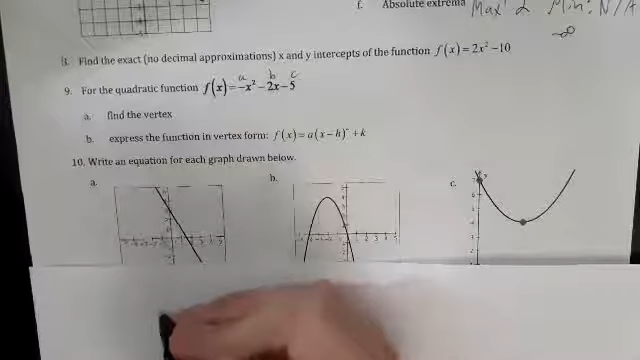 f. Absolute extrema Max: 2 Min: N/A
-∞
8. Find the exact (no decimal approximations) x and y intercepts of the function f(x)=2x²-10
a b c
9. For the quadratic function f(x)=-x²-2x-5
a. find the vertex
b. express the function in vertex form: f(x)=a(x-h)²+k
10. Write an equation for each graph drawn below.
a. b. c.